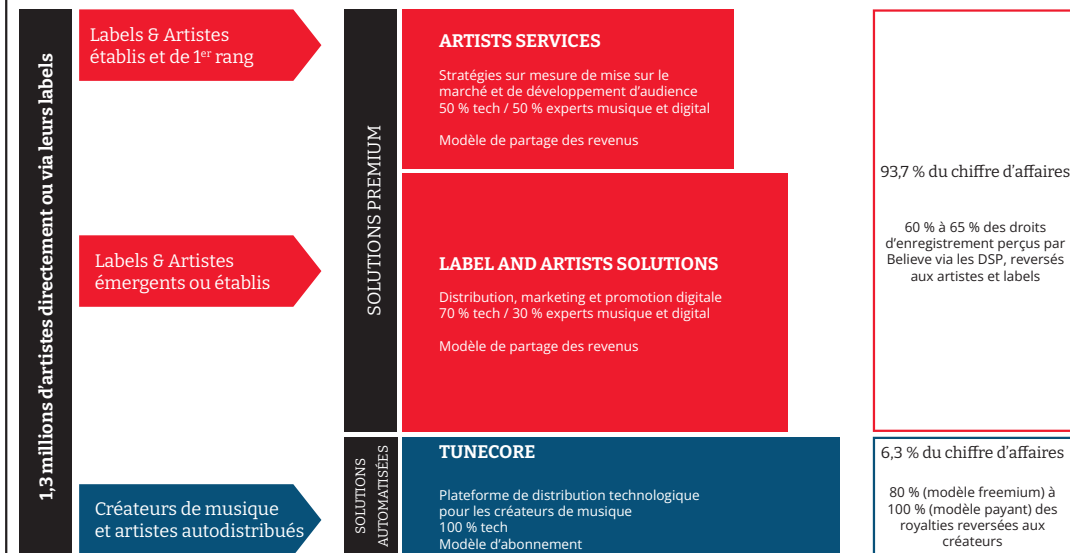 1,3 millions d'artistes directement ou via leurs labels
Labels & Artistes
établis et de 1er rang
SOLUTIONS PREMIUM
ARTISTS SERVICES
Stratégies sur mesure de mise sur le
marché et de développement d'audience
50 % tech / 50 % experts musique et digital
Modèle de partage des revenus
Labels & Artistes
émergents ou établis
LABEL AND ARTISTS SOLUTIONS
Distribution, marketing et promotion digitale
70 % tech / 30 % experts musique et digital
Modèle de partage des revenus
93,7 % du chiffre d'affaires
60 % à 65 % des droits
d'enregistrement perçus par
Believe via les DSP, reversés
aux artistes et labels
Créateurs de musique
et artistes autodistribués
SOLUTIONS
AUTOMATISÉES
TUNECORE
Plateforme de distribution technologique
pour les créateurs de musique
100 % tech
Modèle d'abonnement
6,3 % du chiffre d'affaires
80 % (modèle freemium) à
100 % (modèle payant) des
royalties reversées aux
créateurs